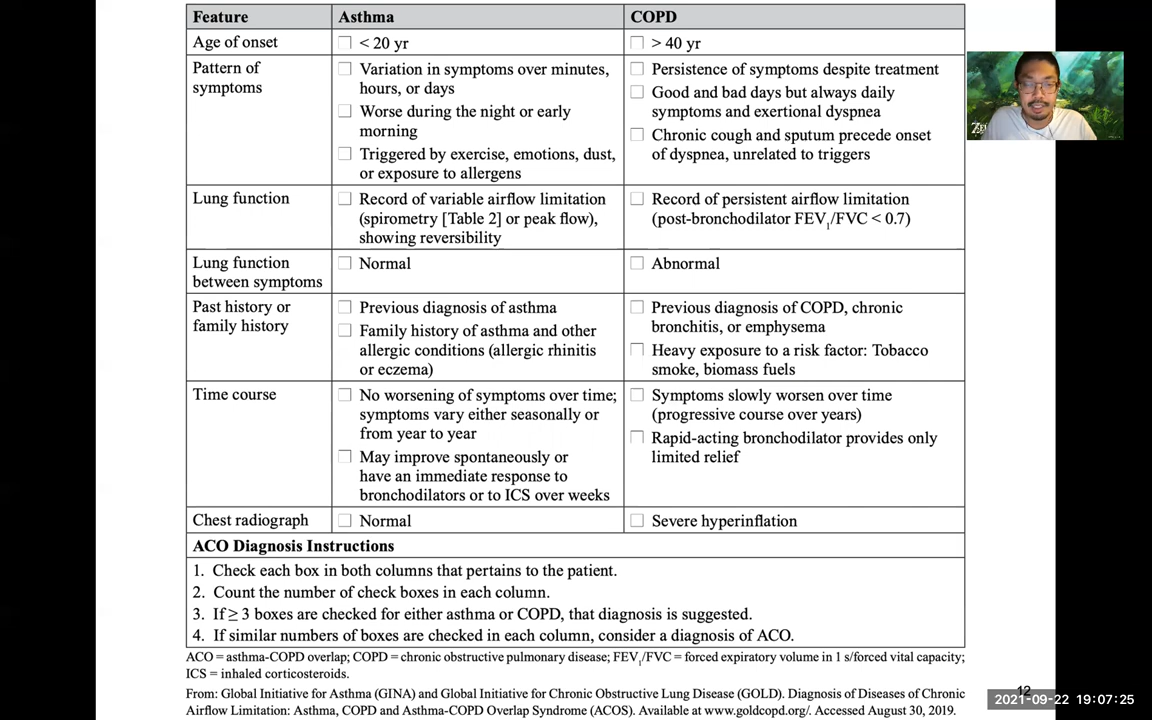 Feature Asthma COPD
Age of onset < 20 yr > 40 yr
Pattern of symptoms
Variation in symptoms over minutes, hours, or days
Worse during the night or early morning
Triggered by exercise, emotions, dust, or exposure to allergens
Persistence of symptoms despite treatment
Good and bad days but always daily symptoms and exertional dyspnea
Chronic cough and sputum precede onset of dyspnea, unrelated to triggers
Lung function
Record of variable airflow limitation (spirometry [Table 2] or peak flow), showing reversibility
Record of persistent airflow limitation (post-bronchodilator FEV1/FVC < 0.7)
Lung function between symptoms
Normal
Abnormal
Past history or family history
Previous diagnosis of asthma
Family history of asthma and other allergic conditions (allergic rhinitis or eczema)
Previous diagnosis of COPD, chronic bronchitis, or emphysema
Heavy exposure to a risk factor: Tobacco smoke, biomass fuels
Time course
No worsening of symptoms over time; symptoms vary either seasonally or from year to year
May improve spontaneously or have an immediate response to bronchodilators or to ICS over weeks
Symptoms slowly worsen over time (progressive course over years)
Rapid-acting bronchodilator provides only limited relief
Chest radiograph
Normal
Severe hyperinflation
ACO Diagnosis Instructions
1. Check each box in both columns that pertains to the patient.
2. Count the number of check boxes in each column.
3. If ≥ 3 boxes are checked for either asthma or COPD, that diagnosis is suggested.
4. If similar numbers of boxes are checked in each column, consider a diagnosis of ACO.
ACO = asthma-COPD overlap; COPD = chronic obstructive pulmonary disease; FEV1/FVC = forced expiratory volume in 1 s/forced vital capacity;
ICS = inhaled corticosteroids.
From: Global Initiative for Asthma (GINA) and Global Initiative for Chronic Obstructive Lung Disease (GOLD). Diagnosis of Diseases of Chronic
Airflow Limitation: Asthma, COPD and Asthma-COPD Overlap Syndrome (ACOS). Available at www.goldcopd.org/. Accessed August 30, 2019.
12
2021-09-22 19:07:25